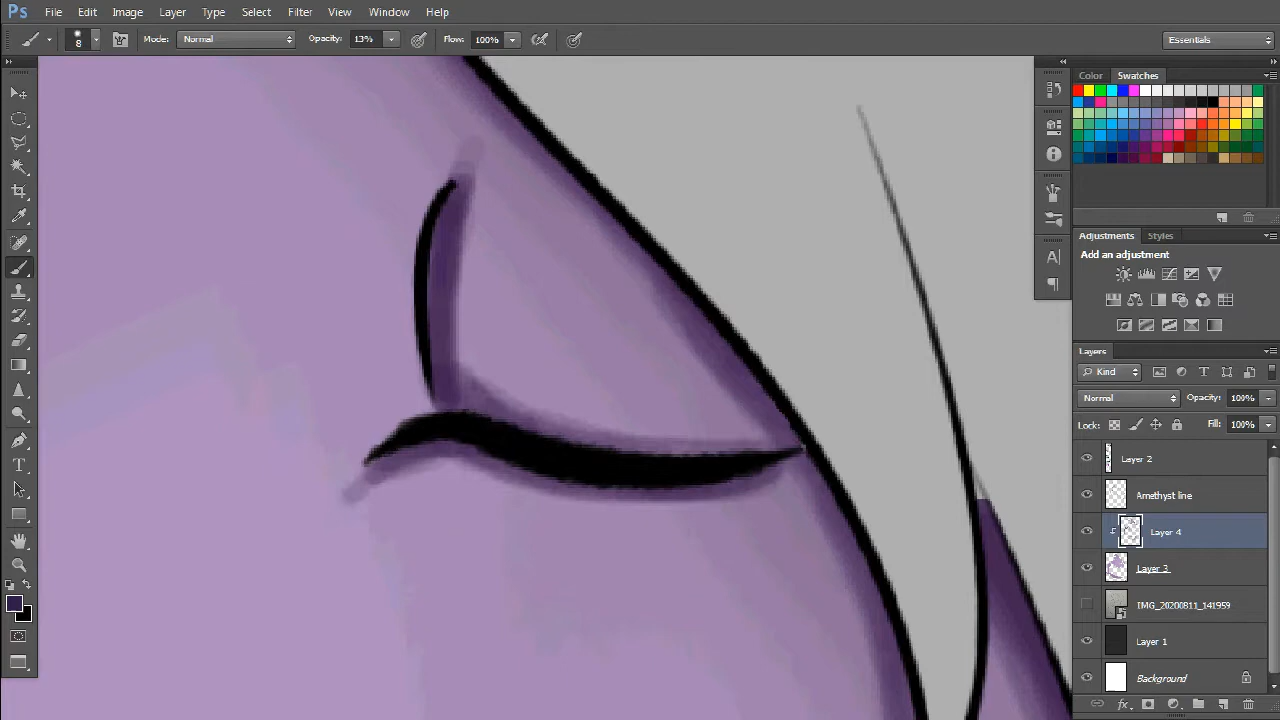 Ps File Edit Image Layer Type Select Filter View Window Help
8 Mode: Normal Opacity: 13% Flow: 100% Essentials
Color Swatches
Adjustments Styles
Add an adjustment
Layers
Kind
Normal Opacity: 100%
Lock: Fill: 100%
Layer 2
Amethyst line
Layer 4
Layer 3
IMG_20200811_141959
Layer 1
Background